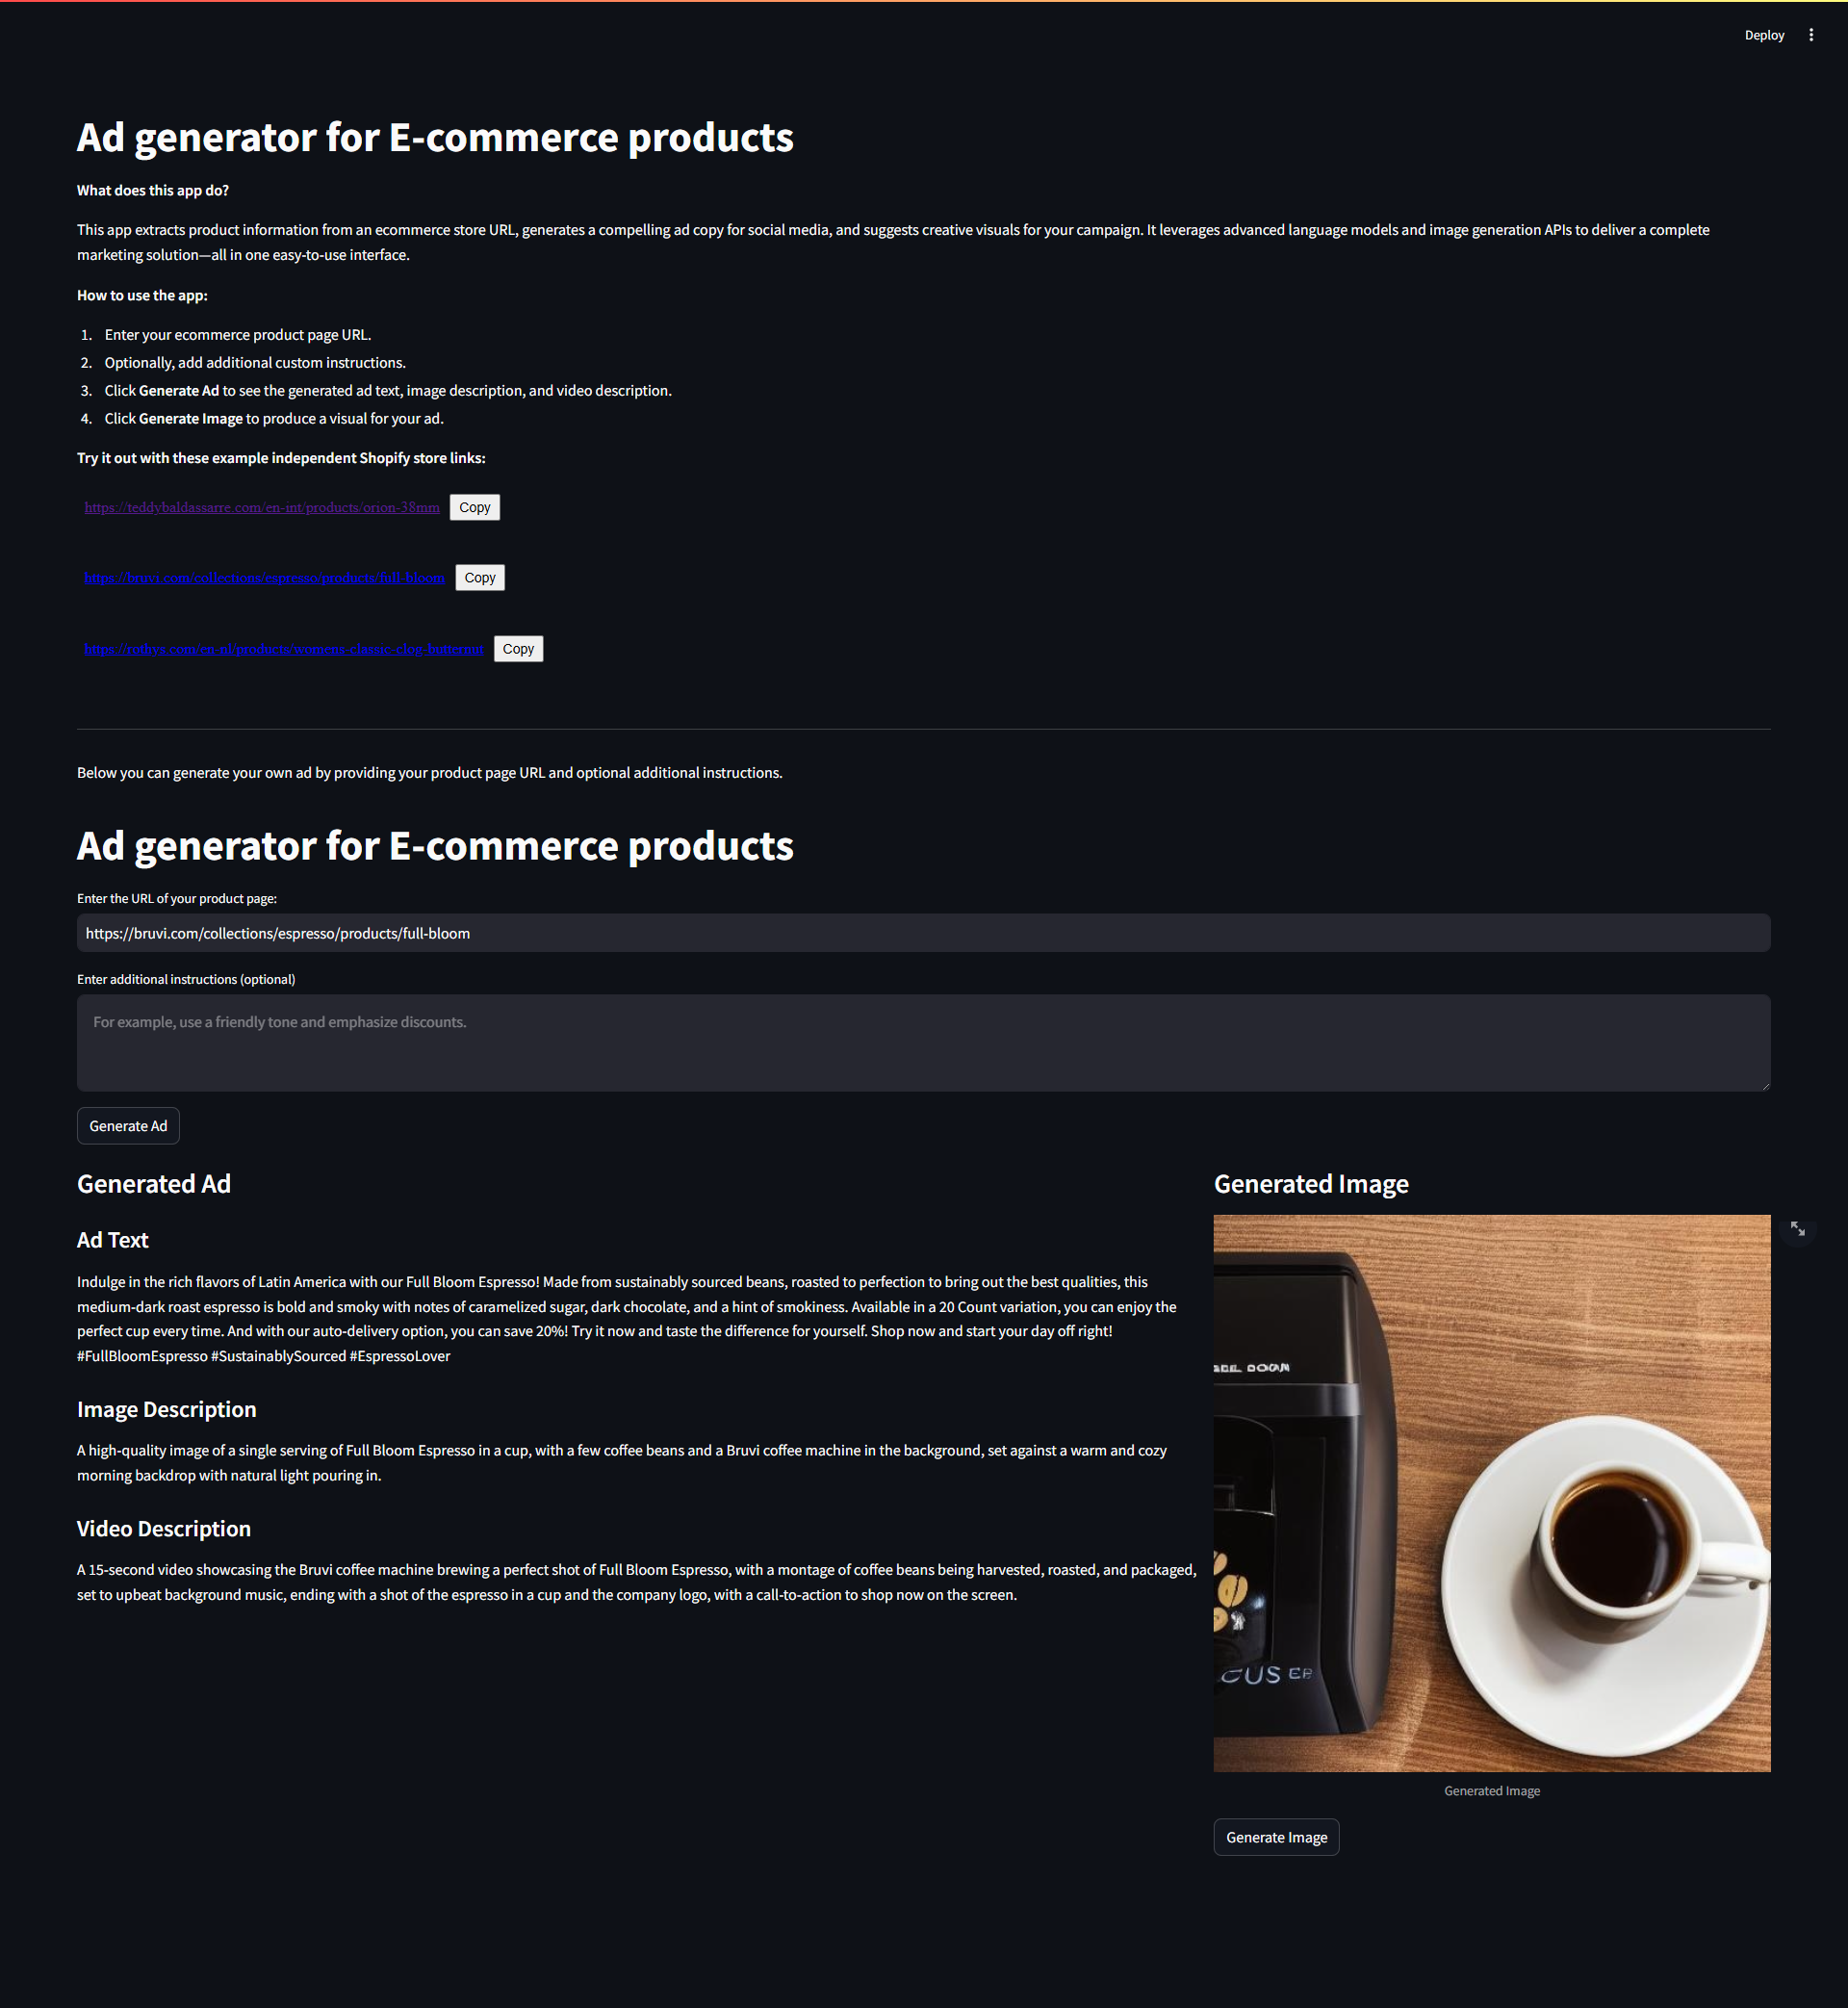 Deploy
Ad generator for E-commerce products
What does this app do?
This app extracts product information from an ecommerce store URL, generates a compelling ad copy for social media, and suggests creative visuals for your campaign. It leverages advanced language models and image generation APIs to deliver a complete
marketing solution—all in one easy-to-use interface.
How to use the app:
1. Enter your ecommerce product page URL.
2. Optionally, add additional custom instructions.
3. Click Generate Ad to see the generated ad text, image description, and video description.
4. Click Generate Image to produce a visual for your ad.
Try it out with these example independent Shopify store links:
https://teddybaldassarre.com/en-int/products/orion-38mm Copy
https://bruvi.com/collections/espresso/products/full-bloom Copy
https://rothys.com/en-nl/products/womens-classic-clog-butternut Copy
Below you can generate your own ad by providing your product page URL and optional additional instructions.
Ad generator for E-commerce products
Enter the URL of your product page:
https://bruvi.com/collections/espresso/products/full-bloom
Enter additional instructions (optional)
For example, use a friendly tone and emphasize discounts.
Generate Ad
Generated Ad
Ad Text
Indulge in the rich flavors of Latin America with our Full Bloom Espresso! Made from sustainably sourced beans, roasted to perfection to bring out the best qualities, this
medium-dark roast espresso is bold and smoky with notes of caramelized sugar, dark chocolate, and a hint of smokiness. Available in a 20 Count variation, you can enjoy the
perfect cup every time. And with our auto-delivery option, you can save 20%! Try it now and taste the difference for yourself. Shop now and start your day off right!
#FullBloomEspresso #SustainablySourced #EspressoLover
Image Description
A high-quality image of a single serving of Full Bloom Espresso in a cup, with a few coffee beans and a Bruvi coffee machine in the background, set against a warm and cozy
morning backdrop with natural light pouring in.
Video Description
A 15-second video showcasing the Bruvi coffee machine brewing a perfect shot of Full Bloom Espresso, with a montage of coffee beans being harvested, roasted, and packaged,
set to upbeat background music, ending with a shot of the espresso in a cup and the company logo, with a call-to-action to shop now on the screen.
Generated Image
Generated Image
Generate Image